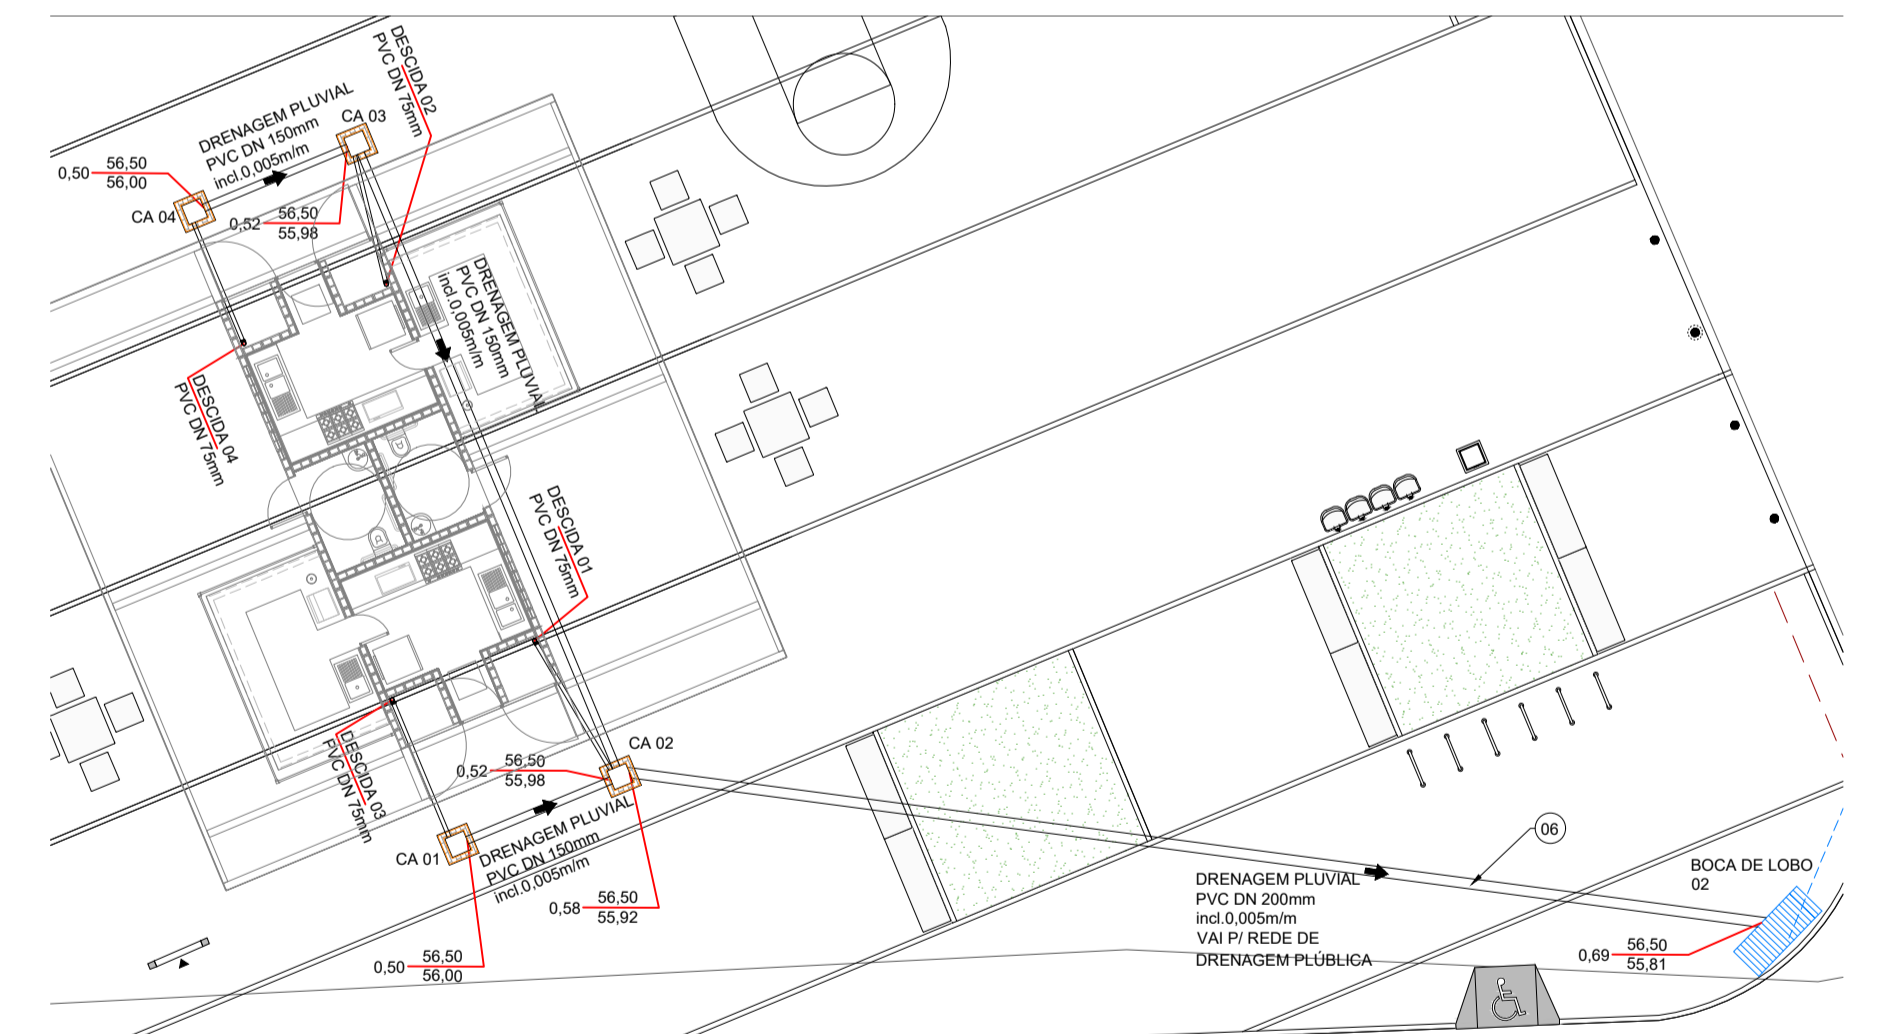 DESCIDA 02
PVC DN 75mm
DRENAGEM PLUVIAL
PVC DN 150mm
incl.0,005m/m
CA 03
0,50
56,50
56,00
CA 04
0,52
56,50
55,98
DRENAGEM PLUVIAL
PVC DN 150mm
incl.0,005m/m
DESCIDA 04
PVC DN 75mm
DESCIDA 01
PVC DN 75mm
DESCIDA 03
PVC DN 75mm
CA 02
0,52
56,50
55,98
CA 01
DRENAGEM PLUVIAL
PVC DN 150mm
incl.0,005m/m
0,58
56,50
55,92
0,50
56,50
56,00
06
DRENAGEM PLUVIAL
PVC DN 200mm
incl.0,005m/m
VAI P/ REDE DE
DRENAGEM PLÚBLICA
BOCA DE LOBO
02
0,69
56,50
55,81